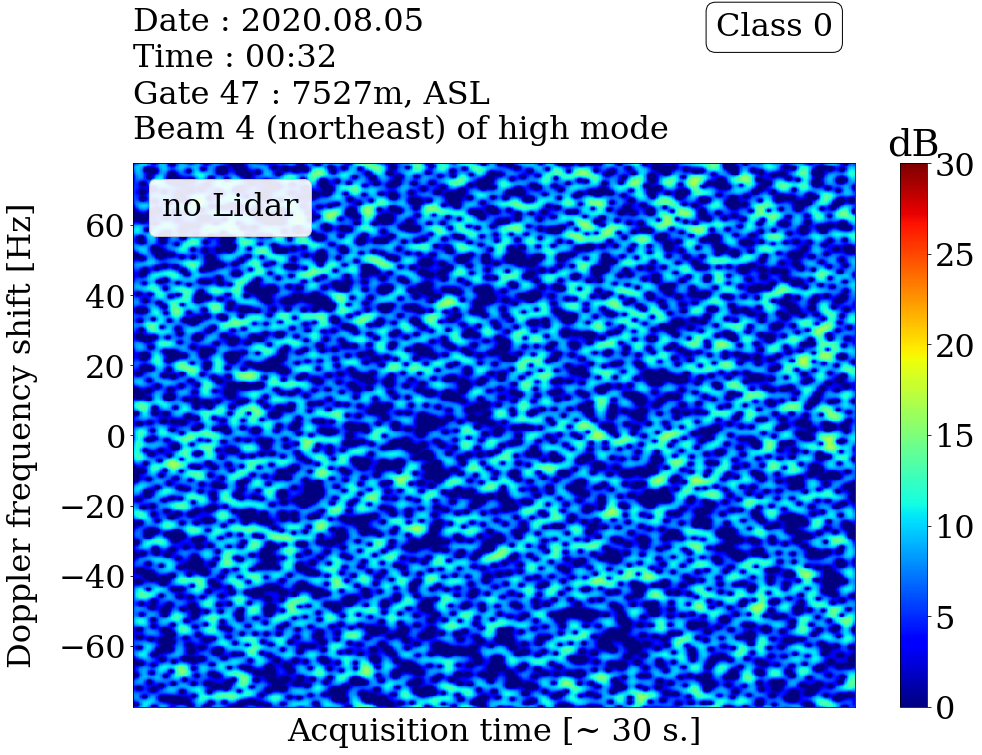 Date : 2020.08.05
Time : 00:32
Gate 47 : 7527m, ASL
Beam 4 (northeast) of high mode
Class 0
no Lidar
Doppler frequency shift [Hz]
60
40
20
0
−20
−40
−60
Acquisition time [~ 30 s.]
dB
30
25
20
15
10
5
0